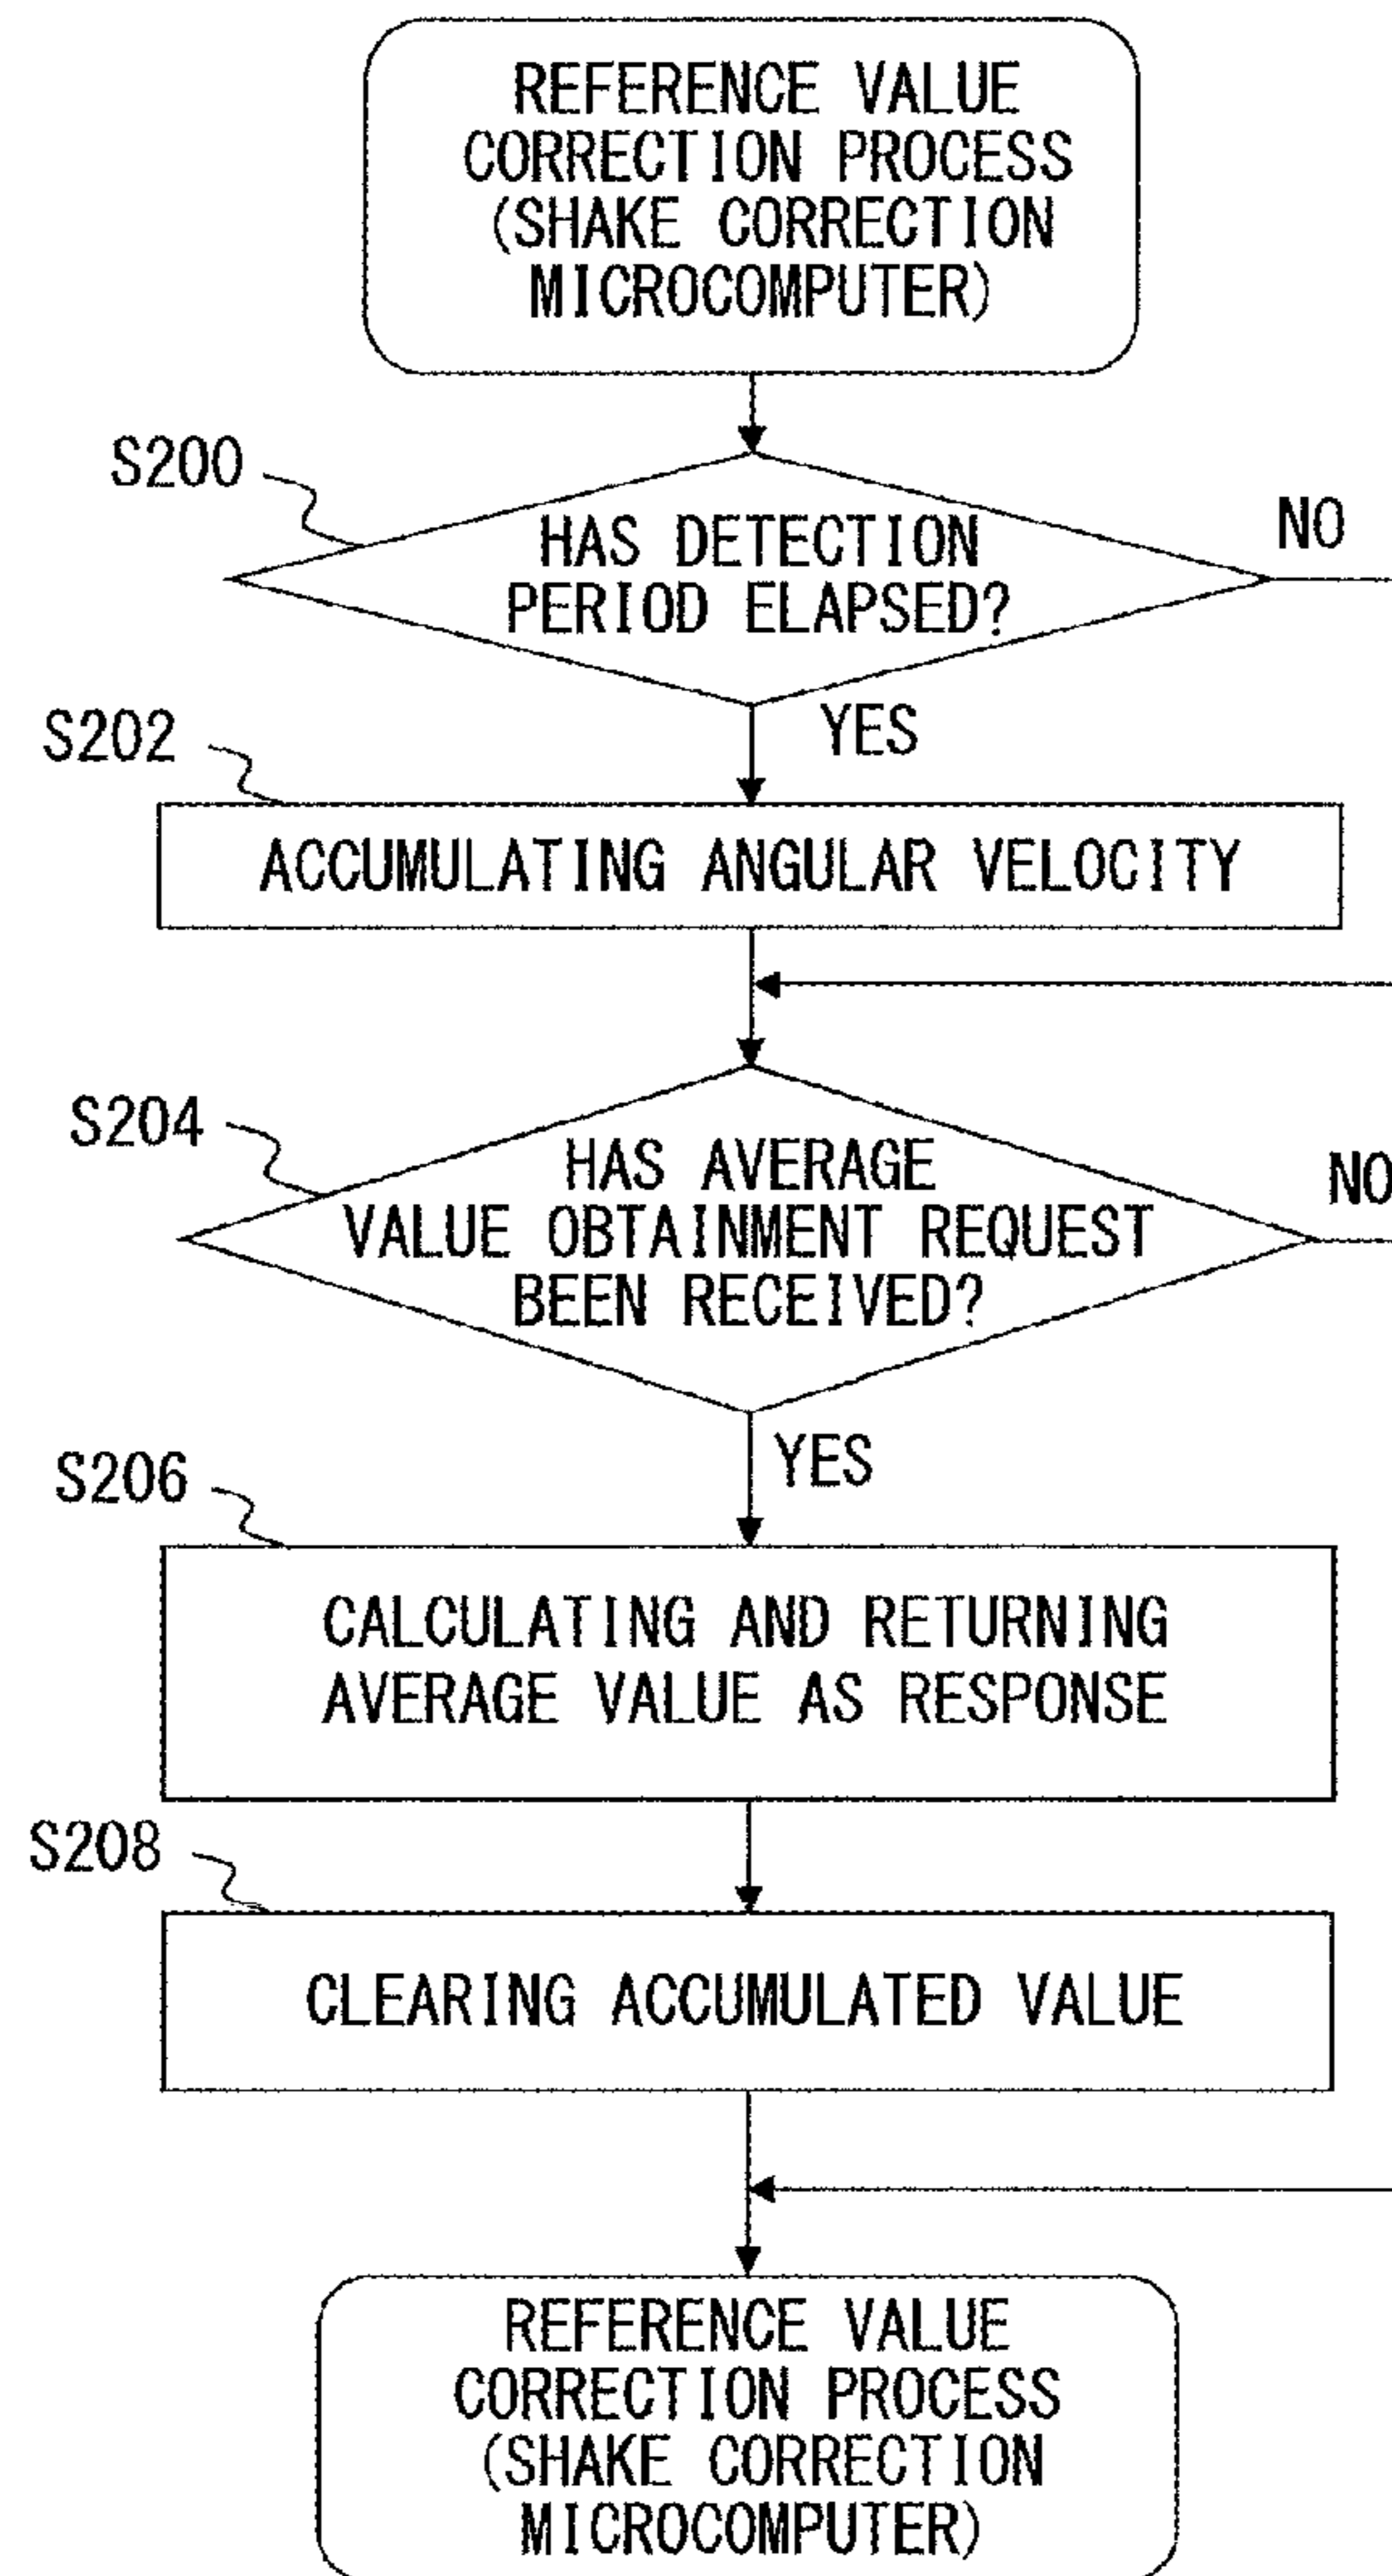 REFERENCE VALUE
CORRECTION PROCESS
(SHAKE CORRECTION
MICROCOMPUTER)
S200
HAS DETECTION
PERIOD ELAPSED?
NO
YES
S202
ACCUMULATING ANGULAR VELOCITY
S204
HAS AVERAGE
VALUE OBTAINMENT REQUEST
BEEN RECEIVED?
NO
YES
S206
CALCULATING AND RETURNING
AVERAGE VALUE AS RESPONSE
S208
CLEARING ACCUMULATED VALUE
REFERENCE VALUE
CORRECTION PROCESS
(SHAKE CORRECTION
MICROCOMPUTER)